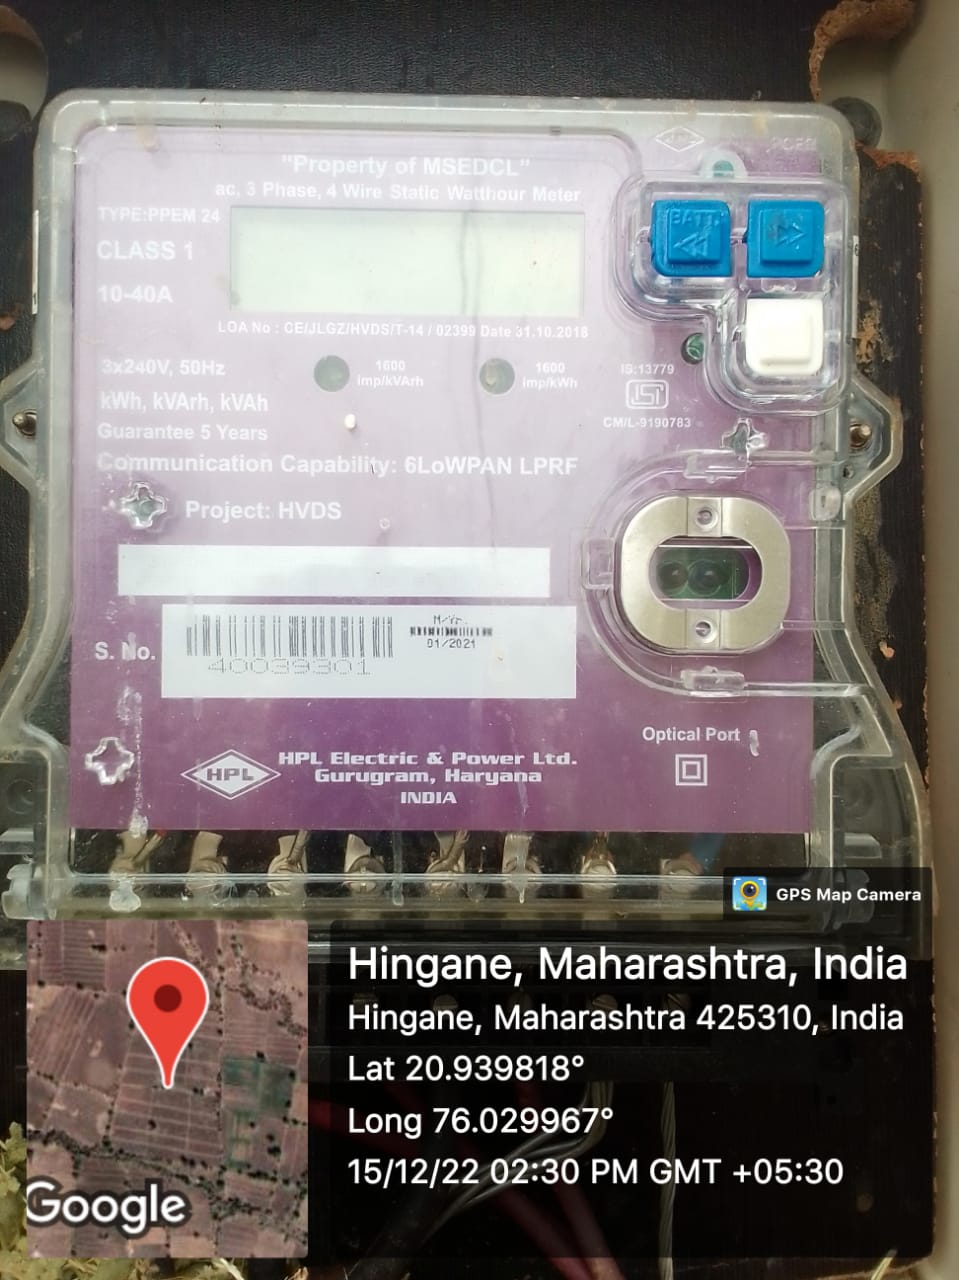 "Property of MSEDCL"
ac, 3 Phase, 4 Wire Static Watthour Meter
TYPE:PPEM 24
CLASS 1
10-40A
BATT.
LOA No : CE/JLGZ/HVDS/T-14 / 02399 Date 31.10.2018
3x240V, 50Hz
1600
imp/kVArh
1600
imp/kWh
IS:13779
ISI
CM/L-9190783
kWh, kVArh, kVAh
Guarantee 5 Years
Communication Capability: 6LoWPAN LPRF
Project: HVDS
S. No.
40039301
M/Yr.
01/2021
Optical Port
HPL
HPL Electric & Power Ltd.
Gurugram, Haryana
INDIA
GPS Map Camera
Hingane, Maharashtra, India
Hingane, Maharashtra 425310, India
Lat 20.939818°
Long 76.029967°
15/12/22 02:30 PM GMT +05:30
Google